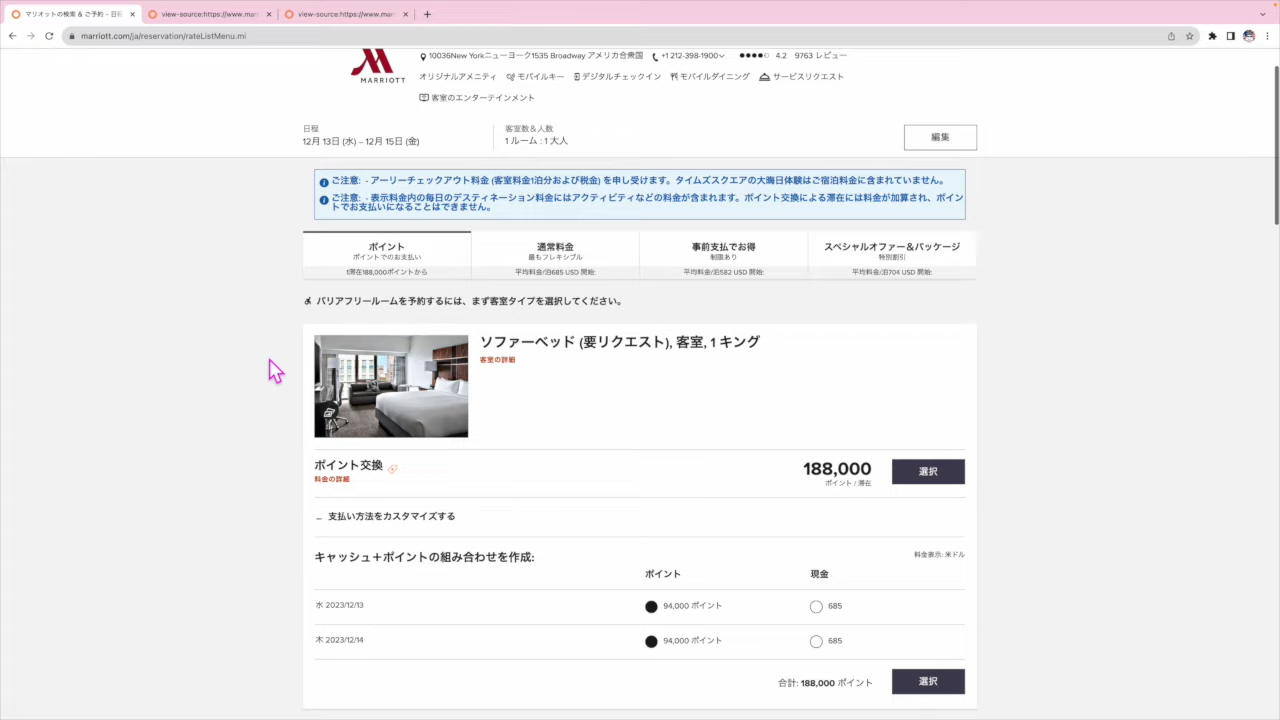 マリオットの検索 & ご予約 - 日程
view-source:https://www.mar
view-source:https://www.mar
marriott.com/ja/reservation/rateListMenu.mi
MARRIOTT
10036New Yorkニューヨーク1535 Broadway アメリカ合衆国 +1 212-398-1900 4.2 9763 レビュー
オリジナルアメニティ モバイルキー デジタルチェックイン モバイルダイニング サービスリクエスト
客室のエンターテインメント
日程 客室数&人数
12月 13日 (水) – 12月 15日 (金) 1 ルーム : 1 大人
編集
ご注意: - アーリーチェックアウト料金 (客室料金1泊分および税金) を申し受けます。タイムズスクエアの大晦日体験はご宿泊料金に含まれていません。
ご注意: - 表示料金内の毎日のデスティネーション料金にはアクティビティなどの料金が含まれます。ポイント交換による滞在には料金が加算され、ポイン
トでお支払いになることはできません。
ポイント 通常料金 事前支払でお得 スペシャルオファー&パッケージ
ポイントでのお支払い 最もフレキシブル 制限あり 特別割引
1滞在188,000ポイントから 平均料金/泊685 USD 開始: 平均料金/泊582 USD 開始: 平均料金/泊704 USD 開始:
バリアフリールームを予約するには、まず客室タイプを選択してください。
ソファーベッド (要リクエスト), 客室, 1 キング
客室の詳細
ポイント交換 188,000 選択
料金の詳細 ポイント / 滞在
– 支払い方法をカスタマイズする
キャッシュ+ポイントの組み合わせを作成: 料金表示: 米ドル
ポイント 現金
水 2023/12/13 94,000 ポイント 685
木 2023/12/14 94,000 ポイント 685
合計: 188,000 ポイント 選択